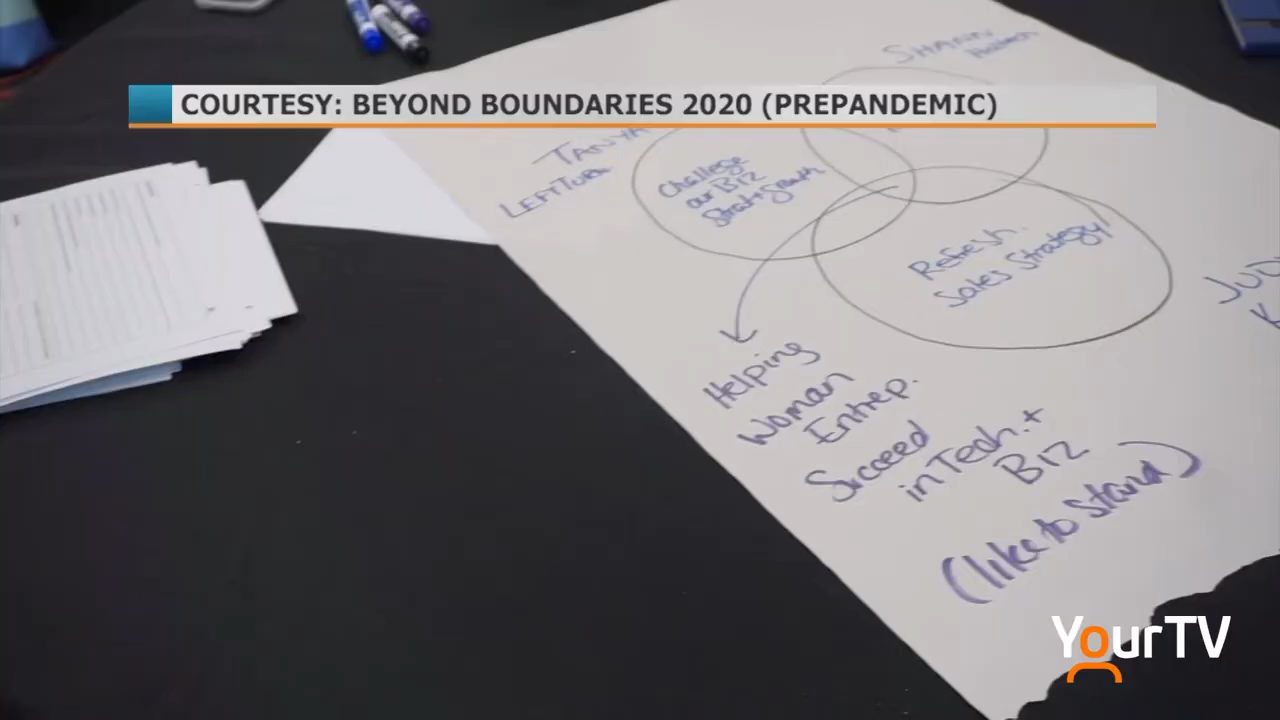 COURTESY: BEYOND BOUNDARIES 2020 (PREPANDEMIC)
TANYA
Challege
our BIZ
Refresh.
Sales Strategy
Helping
Woman
Entrep.
Succeed
in Tech. +
BIZ
(like to stand)
YourTV